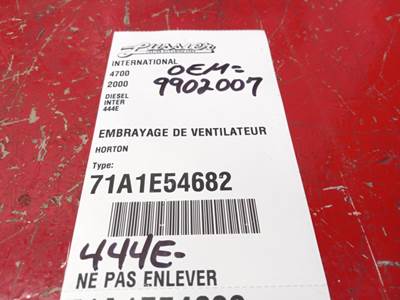 INTERNATIONAL
4700
2000
DIESEL
INTER
444E
OEM=
9902007
EMBRAYAGE DE VENTILATEUR
HORTON
Type:
71A1E54682
444E-
NE PAS ENLEVER